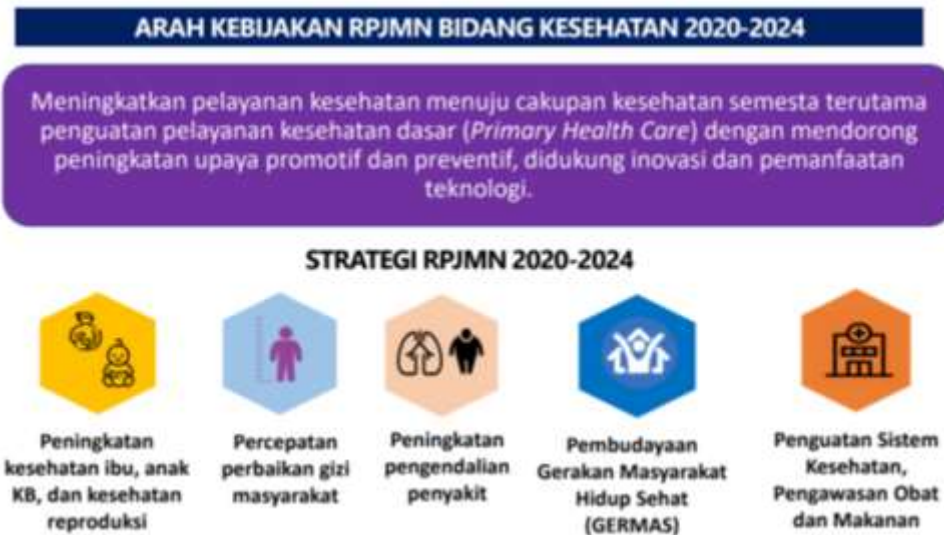 ARAH KEBIJAKAN RPJMN BIDANG KESEHATAN 2020-2024
Meningkatkan pelayanan kesehatan menuju cakupan kesehatan semesta terutama
penguatan pelayanan kesehatan dasar (Primary Health Care) dengan mendorong
peningkatan upaya promotif dan preventif, didukung inovasi dan pemanfaatan
teknologi.
STRATEGI RPJMN 2020-2024
Peningkatan
kesehatan ibu, anak
KB, dan kesehatan
reproduksi
Percepatan
perbaikan gizi
masyarakat
Peningkatan
pengendalian
penyakit
Pembudayaan
Gerakan Masyarakat
Hidup Sehat
(GERMAS)
Penguatan Sistem
Kesehatan,
Pengawasan Obat
dan Makanan